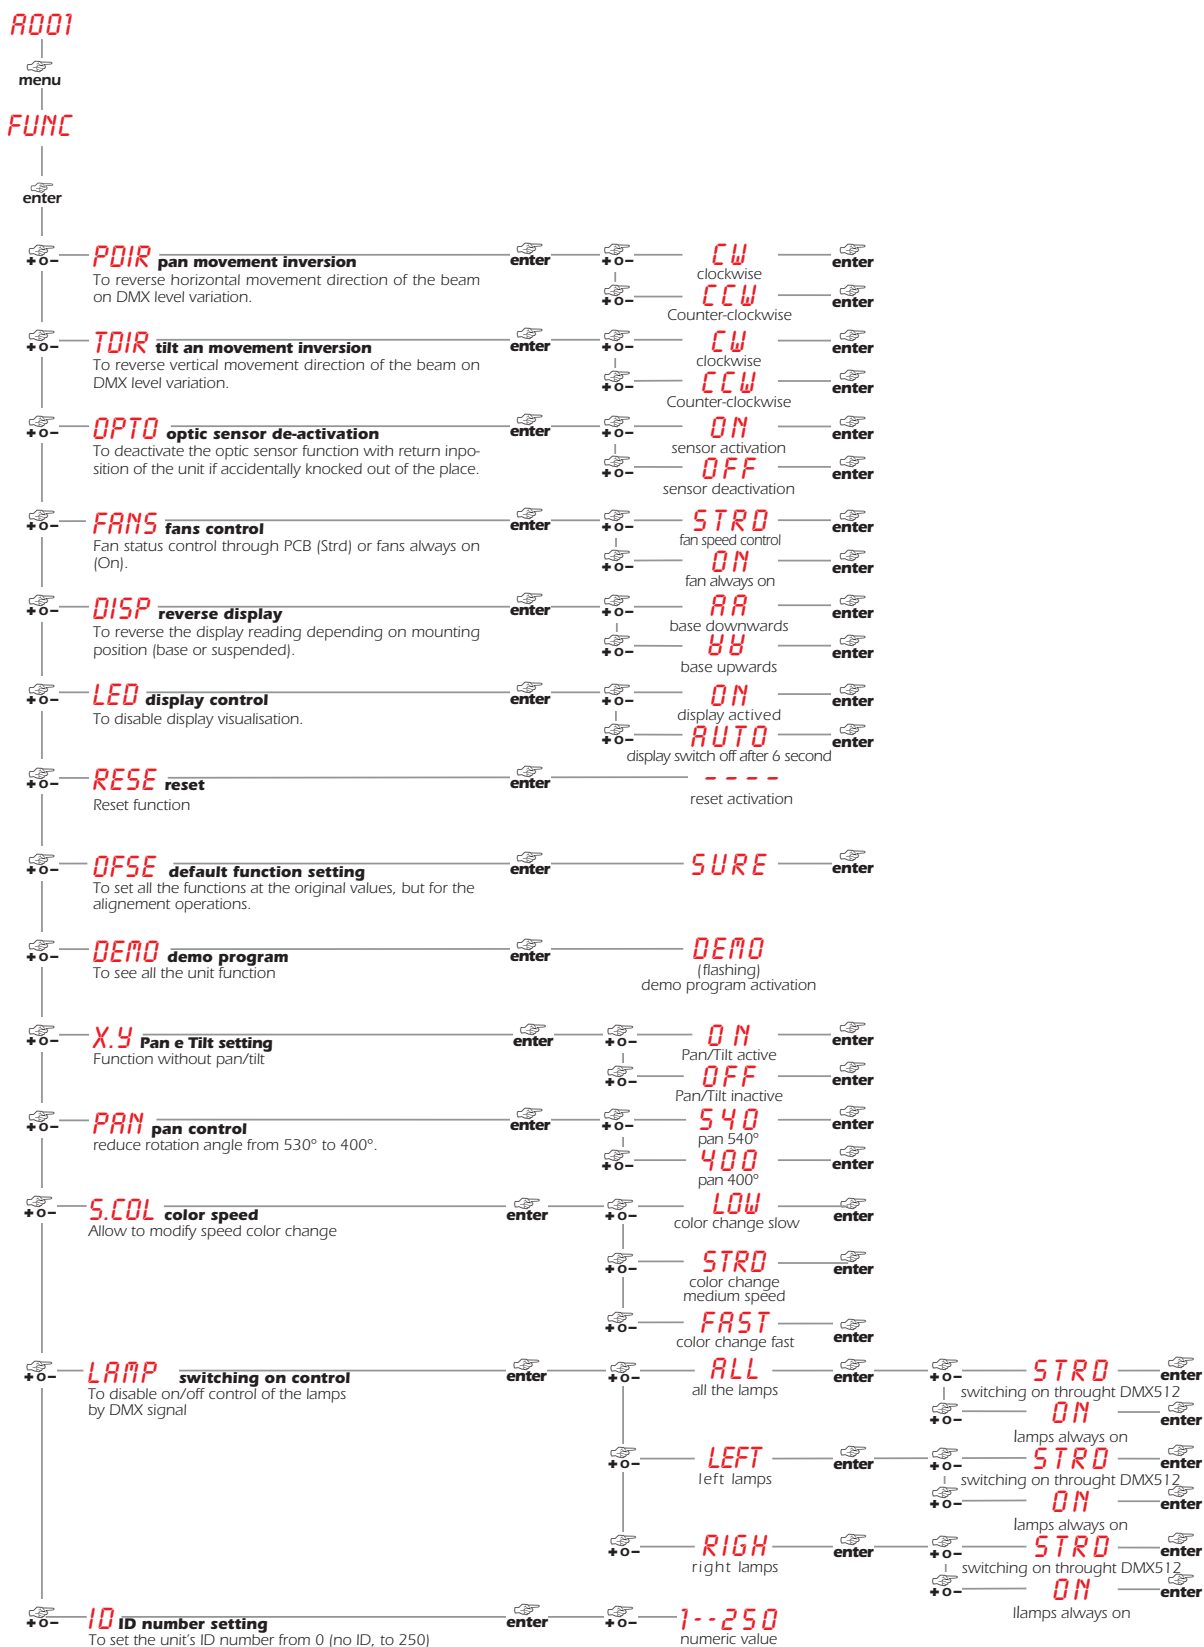 A001
menu
FUNC
enter
+ o – PDIR pan movement inversion enter + o – CW enter
clockwise
To reverse horizontal movement direction of the beam
on DMX level variation.
+ o – CCW enter
Counter-clockwise
+ o – TDIR tilt an movement inversion enter + o – CW enter
clockwise
To reverse vertical movement direction of the beam on
DMX level variation.
+ o – CCW enter
Counter-clockwise
+ o – OPTO optic sensor de-activation enter + o – ON enter
sensor activation
To deactivate the optic sensor function with return inpo-
sition of the unit if accidentally knocked out of the place.
+ o – OFF enter
sensor deactivation
+ o – FANS fans control enter + o – STRD enter
fan speed control
Fan status control through PCB (Strd) or fans always on
(On).
+ o – ON enter
fan always on
+ o – DISP reverse display enter + o – AA enter
base downwards
To reverse the display reading depending on mounting
position (base or suspended).
+ o – ɐɐ enter
base upwards
+ o – LED display control enter + o – ON enter
display actived
To disable display visualisation.
+ o – AUTO enter
display switch off after 6 second
+ o – RESE reset enter - - - -
reset activation
Reset function
+ o – OFSE default function setting enter SURE enter
To set all the functions at the original values, but for the
alignement operations.
+ o – DEMO demo program enter DEMO
(flashing)
demo program activation
To see all the unit function
+ o – X.Y Pan e Tilt setting enter + o – ON enter
Pan/Tilt active
Function without pan/tilt
+ o – OFF enter
Pan/Tilt inactive
+ o – PAN pan control enter + o – 540 enter
pan 540°
reduce rotation angle from 530° to 400°.
+ o – 400 enter
pan 400°
+ o – S.COL color speed enter + o – LOW enter
color change slow
Allow to modify speed color change
+ o – STRD enter
color change
medium speed
+ o – FAST enter
color change fast
+ o – LAMP switching on control enter + o – ALL enter + o – STRD enter
all the lamps
switching on throught DMX512
To disable on/off control of the lamps
by DMX signal
+ o – ON enter
lamps always on
+ o – LEFT enter + o – STRD enter
left lamps
switching on throught DMX512
+ o – ON enter
lamps always on
+ o – RIGH enter + o – STRD enter
right lamps
switching on throught DMX512
+ o – ON enter
llamps always on
+ o – ID ID number setting enter + o – 1--250
numeric value
To set the unit's ID number from 0 (no ID, to 250)